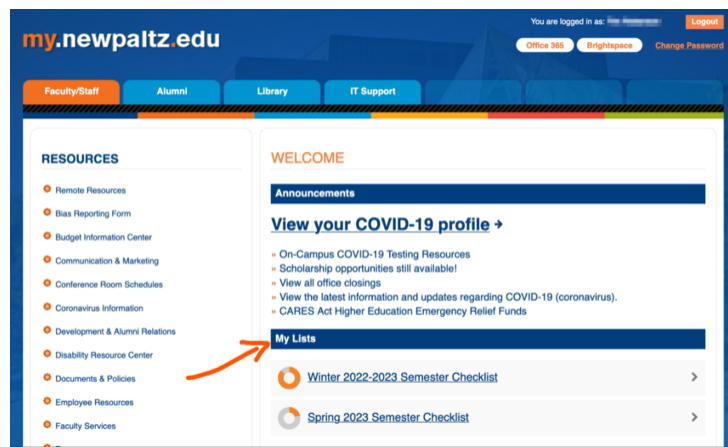 You are logged in as:
Logout
my.newpaltz.edu
Office 365
Brightspace
Change Password
Faculty/Staff
Alumni
Library
IT Support
RESOURCES
Remote Resources
Bias Reporting Form
Budget Information Center
Communication & Marketing
Conference Room Schedules
Coronavirus Information
Development & Alumni Relations
Disability Resource Center
Documents & Policies
Employee Resources
Faculty Services
WELCOME
Announcements
View your COVID-19 profile →
» On-Campus COVID-19 Testing Resources
» Scholarship opportunities still available!
» View all office closings
» View the latest information and updates regarding COVID-19 (coronavirus).
» CARES Act Higher Education Emergency Relief Funds
My Lists
Winter 2022-2023 Semester Checklist
Spring 2023 Semester Checklist